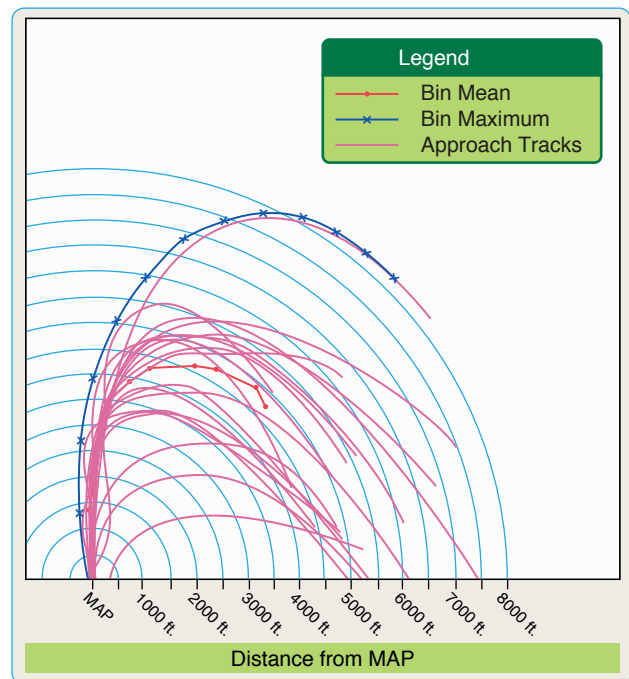 Legend
Bin Mean
Bin Maximum
Approach Tracks
MAP
1000 ft.
2000 ft.
3000 ft.
4000 ft.
5000 ft.
6000 ft.
7000 ft.
8000 ft.
Distance from MAP